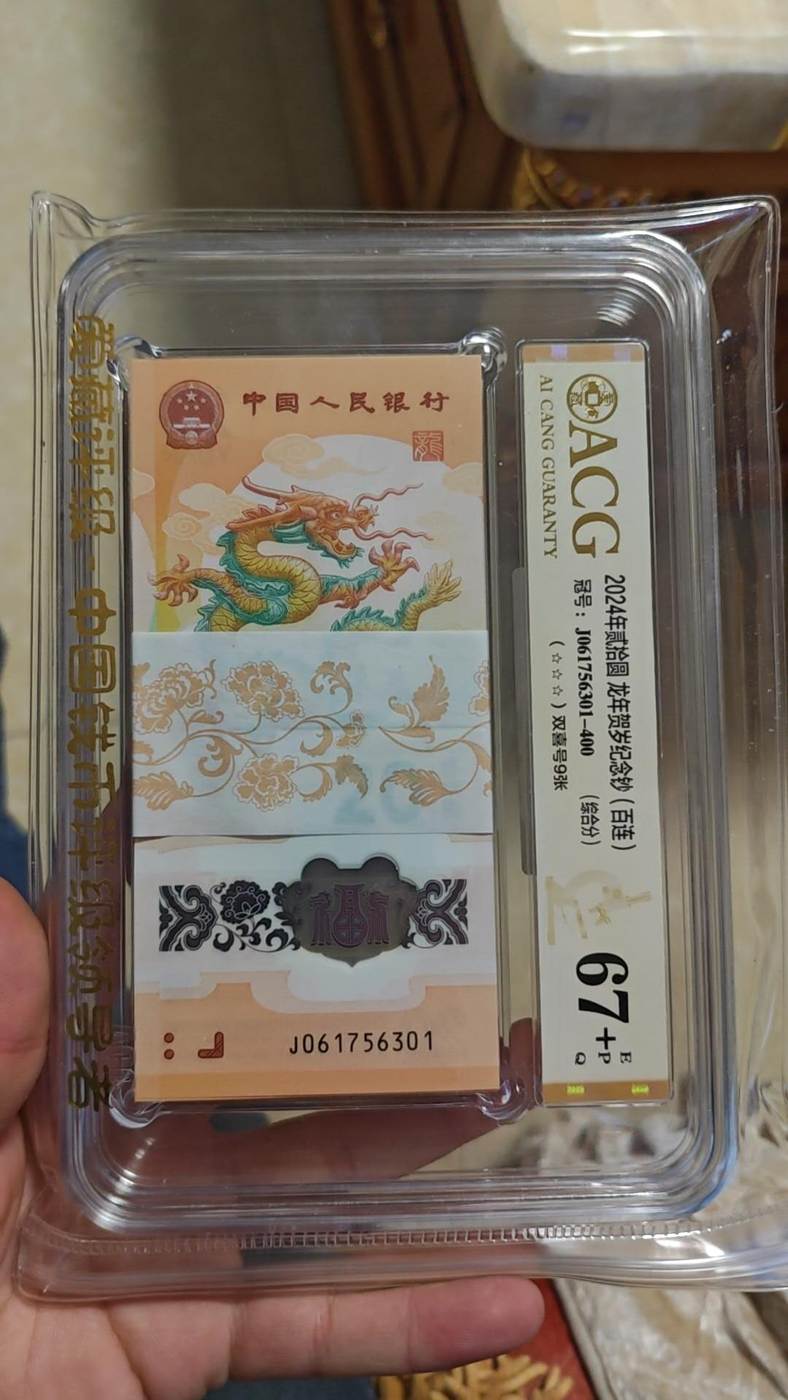 中国人民银行
龍
福
J061756301
ACG
AI CANG GUARANTY
2024年贰拾圆 龙年贺岁纪念钞（百连）
冠号：J061756301-400 （综合分）
（☆☆☆）双喜号9张
67+
E
P
Q
爱藏评级·中国钱币评级领导者